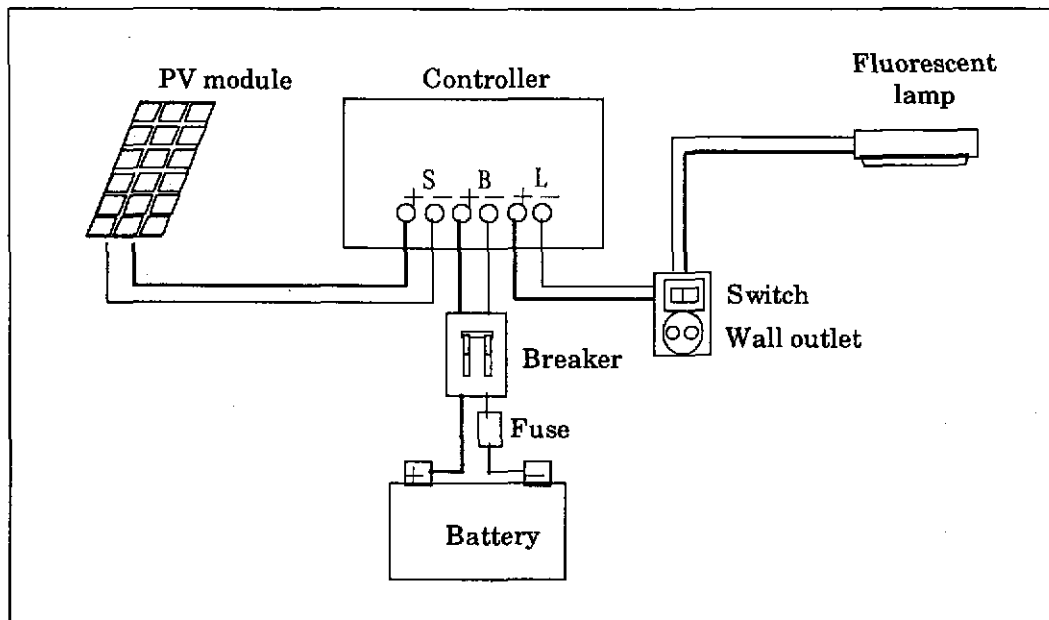 PV module
Controller
Fluorescent
lamp
+ S − + B − + L −
Switch
Wall outlet
Breaker
Fuse
+ −
Battery